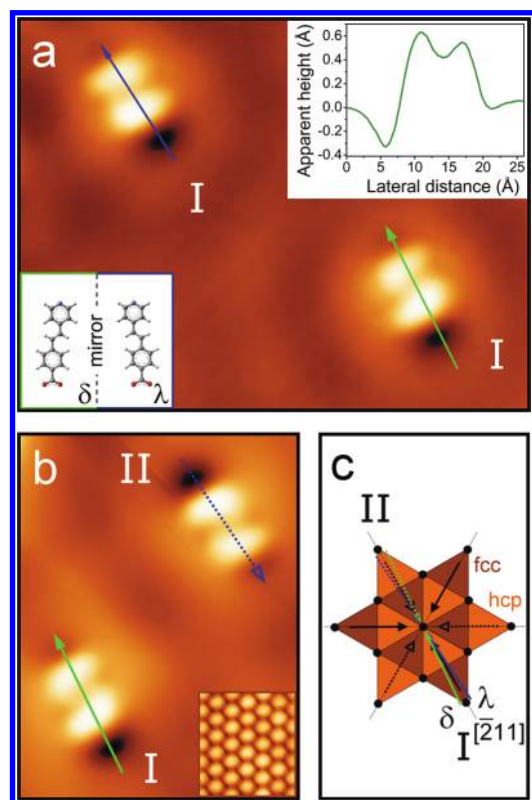 a
I
I
Apparent height (Å)
0.6
0.4
0.2
0.0
-0.2
-0.4
0 5 10 15 20 25
Lateral distance (Å)
mirror
δ λ
b
II
I
c
II
fcc
hcp
λ
δ
I [2̄11]